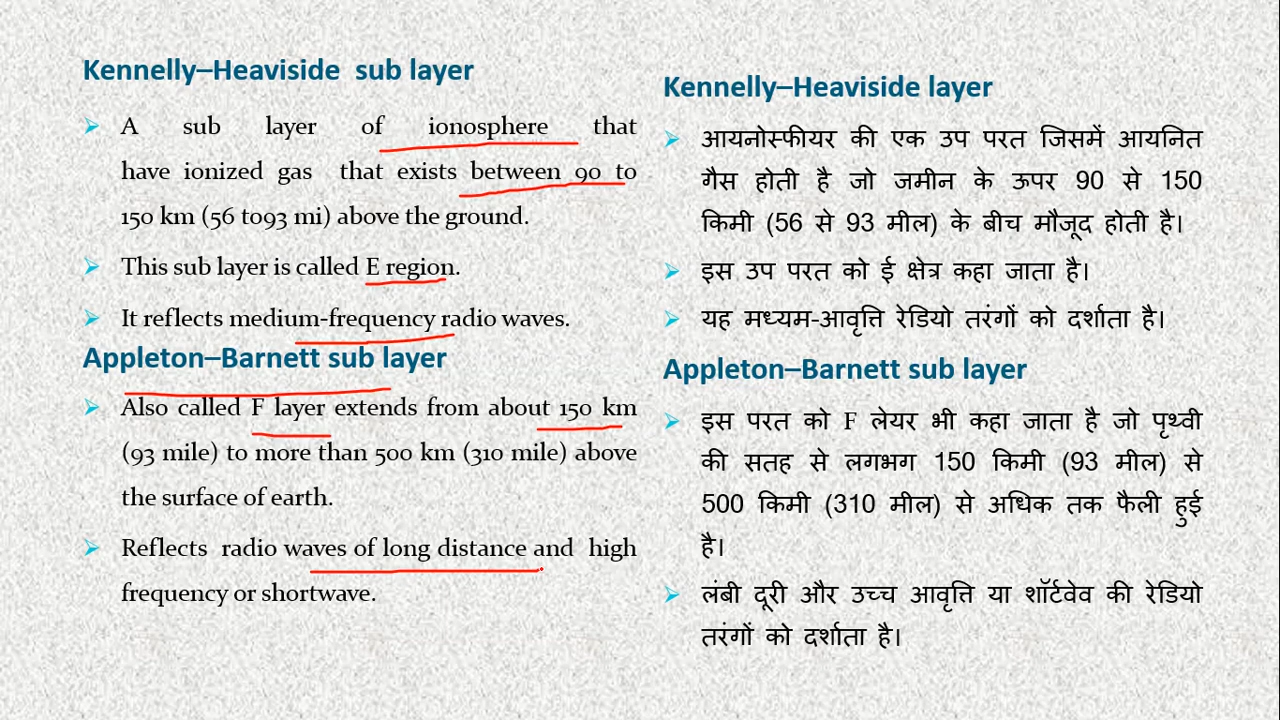 Kennelly–Heaviside sub layer
➢ A sub layer of ionosphere that
have ionized gas that exists between 90 to
150 km (56 to93 mi) above the ground.
➢ This sub layer is called E region.
➢ It reflects medium-frequency radio waves.
Appleton–Barnett sub layer
➢ Also called F layer extends from about 150 km
(93 mile) to more than 500 km (310 mile) above
the surface of earth.
➢ Reflects radio waves of long distance and high
frequency or shortwave.
Kennelly–Heaviside layer
➢ आयनोस्फीयर की एक उप परत जिसमें आयनित
गैस होती है जो जमीन के ऊपर 90 से 150
किमी (56 से 93 मील) के बीच मौजूद होती है।
➢ इस उप परत को ई क्षेत्र कहा जाता है।
➢ यह मध्यम-आवृत्ति रेडियो तरंगों को दर्शाता है।
Appleton–Barnett sub layer
➢ इस परत को F लेयर भी कहा जाता है जो पृथ्वी
की सतह से लगभग 150 किमी (93 मील) से
500 किमी (310 मील) से अधिक तक फैली हुई
है।
➢ लंबी दूरी और उच्च आवृत्ति या शॉर्टवेव की रेडियो
तरंगों को दर्शाता है।